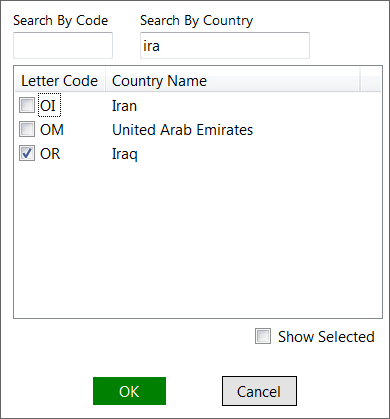 Search By Code Search By Country
ira
Letter Code Country Name
OI Iran
OM United Arab Emirates
OR Iraq
Show Selected
OK Cancel